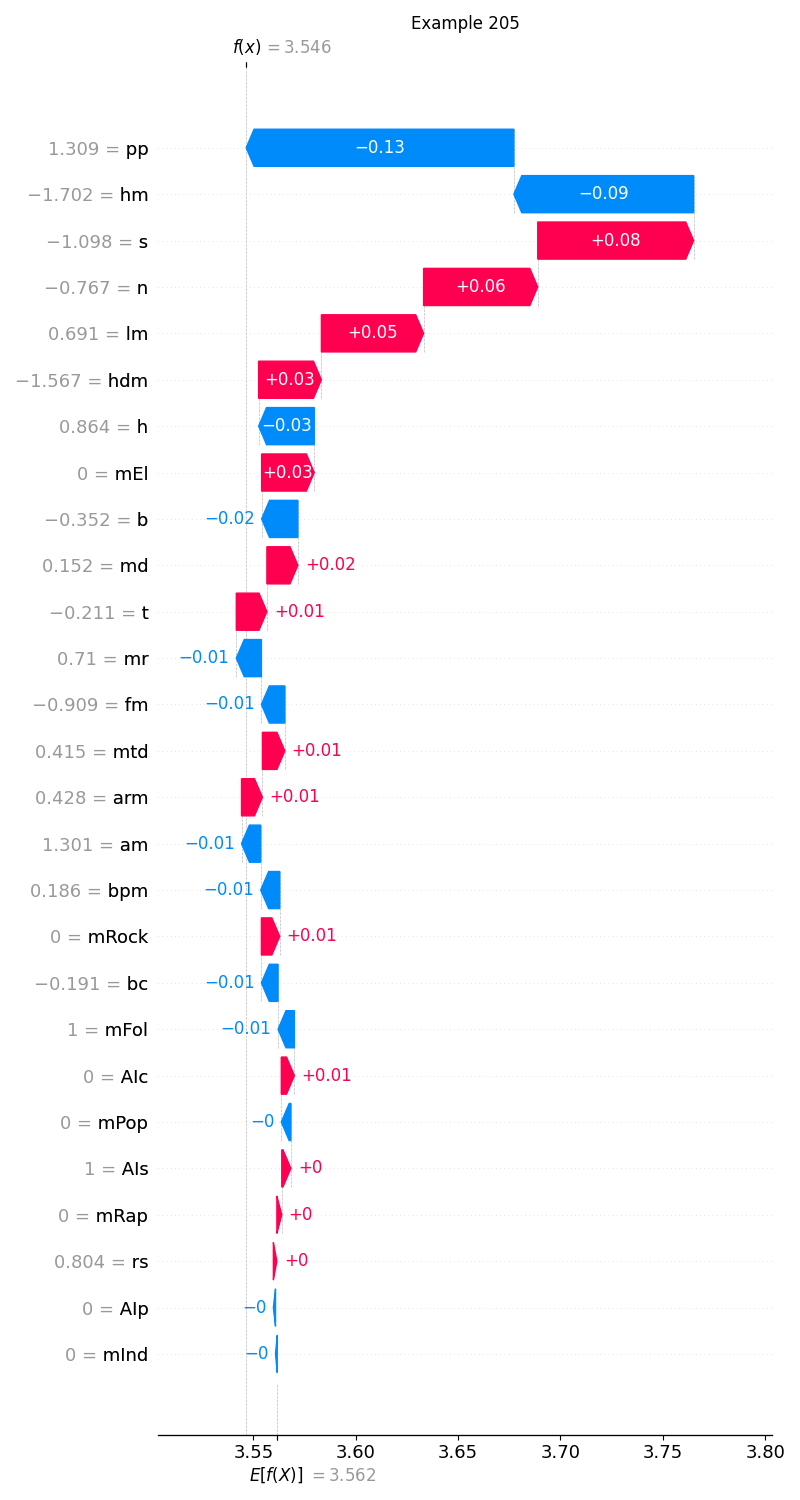 Example 205
f(x) = 3.546
1.309 = pp −0.13
−1.702 = hm −0.09
−1.098 = s +0.08
−0.767 = n +0.06
0.691 = lm +0.05
−1.567 = hdm +0.03
0.864 = h −0.03
0 = mEl +0.03
−0.352 = b −0.02
0.152 = md +0.02
−0.211 = t +0.01
0.71 = mr −0.01
−0.909 = fm −0.01
0.415 = mtd +0.01
0.428 = arm +0.01
1.301 = am −0.01
0.186 = bpm −0.01
0 = mRock +0.01
−0.191 = bc −0.01
1 = mFol −0.01
0 = AIc +0.01
0 = mPop −0
1 = AIs +0
0 = mRap +0
0.804 = rs +0
0 = AIp −0
0 = mInd −0
3.55 3.60 3.65 3.70 3.75 3.80
E[f(X)] = 3.562